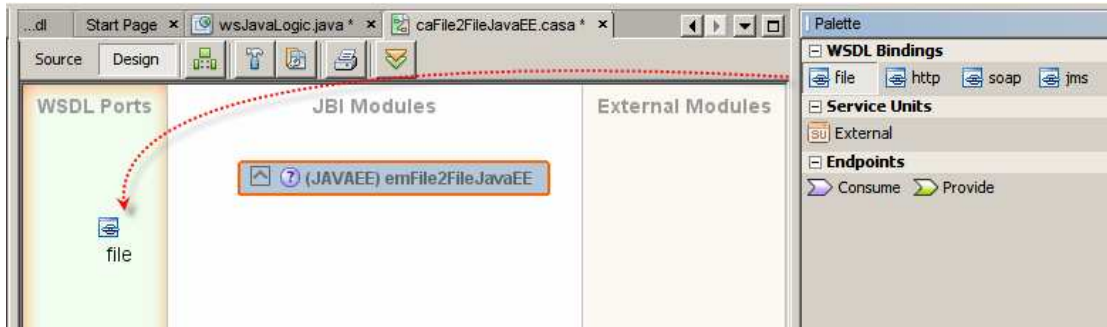 ...dl Start Page wsJavaLogic.java * caFile2FileJavaEE.casa *
Source Design
WSDL Ports JBI Modules External Modules
(JAVAEE) emFile2FileJavaEE
file
Palette
WSDL Bindings
file http soap jms
Service Units
SU External
Endpoints
Consume Provide